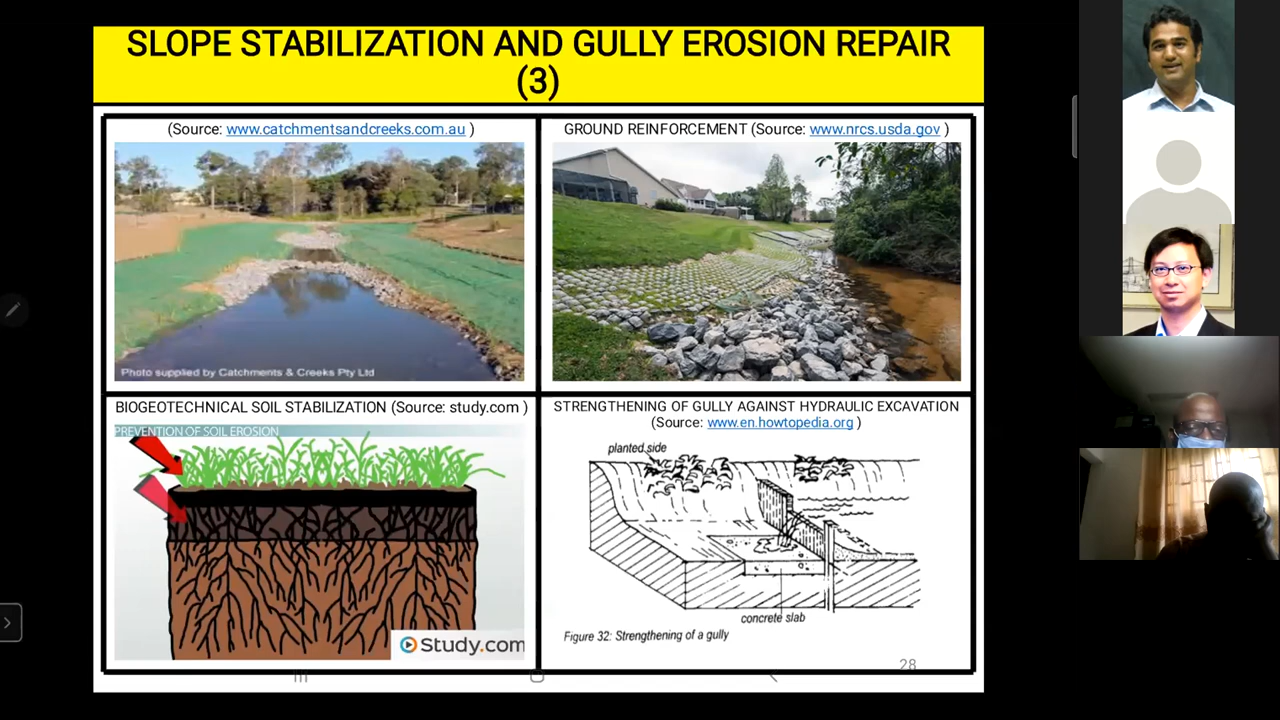 SLOPE STABILIZATION AND GULLY EROSION REPAIR
(3)
(Source: www.catchmentsandcreeks.com.au )
Photo supplied by Catchments & Creeks Pty Ltd
GROUND REINFORCEMENT (Source: www.nrcs.usda.gov )
BIOGEOTECHNICAL SOIL STABILIZATION (Source: study.com )
PREVENTION OF SOIL EROSION
Study.com
STRENGTHENING OF GULLY AGAINST HYDRAULIC EXCAVATION
(Source: www.en.howtopedia.org )
planted side
concrete slab
Figure 32: Strengthening of a gully
28